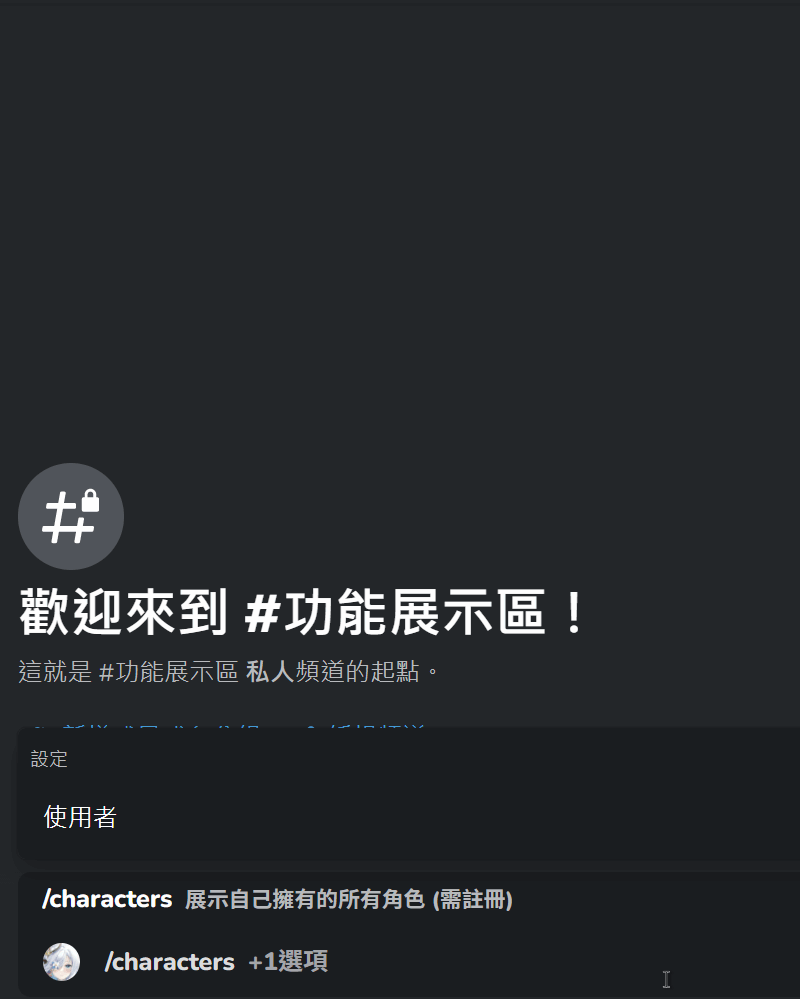 歡迎來到 #功能展示區！
這就是 #功能展示區 私人頻道的起點。
設定
使用者
/characters 展示自己擁有的所有角色 (需註冊)
/characters +1選項